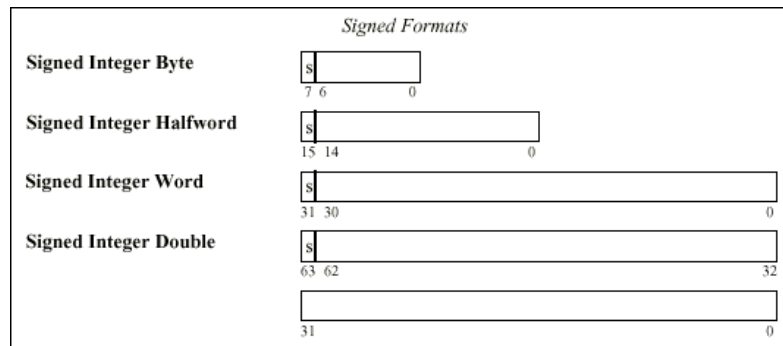 Signed Formats
Signed Integer Byte
s
7 6 0
Signed Integer Halfword
s
15 14 0
Signed Integer Word
s
31 30 0
Signed Integer Double
s
63 62 32
31 0